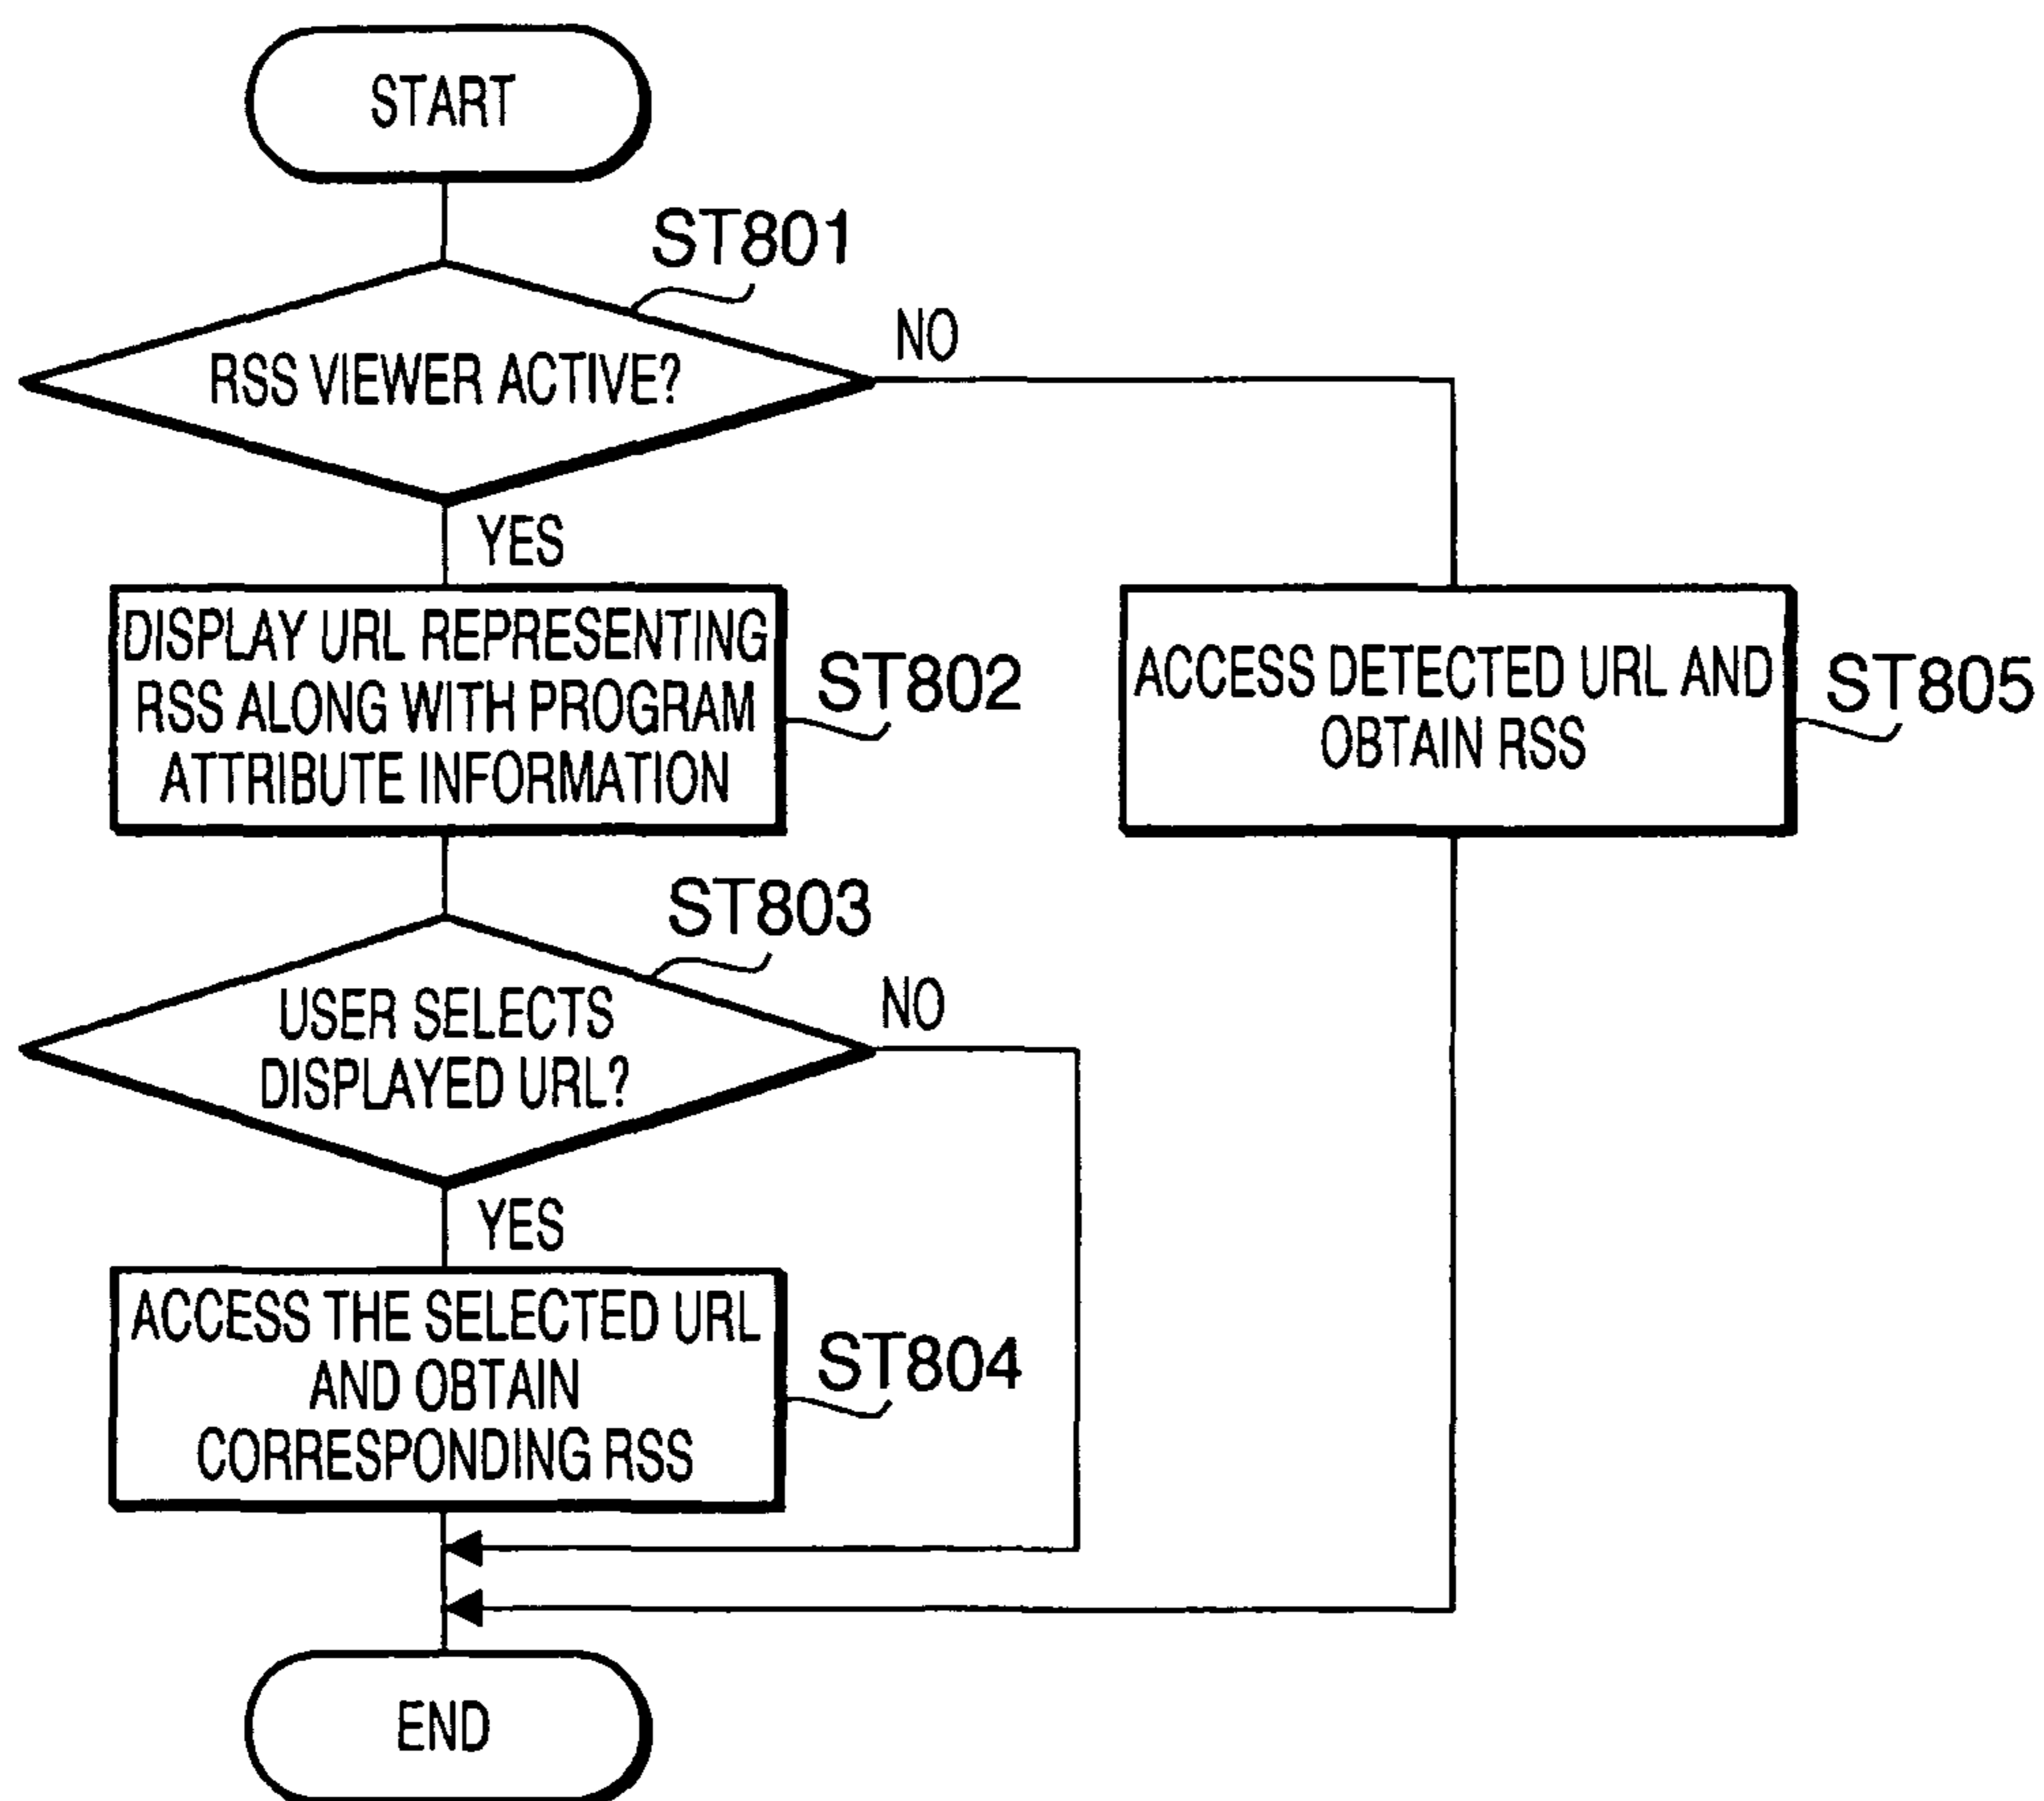 START
ST801
RSS VIEWER ACTIVE?
NO
YES
DISPLAY URL REPRESENTING
RSS ALONG WITH PROGRAM
ATTRIBUTE INFORMATION
ST802
ACCESS DETECTED URL AND
OBTAIN RSS
ST805
ST803
USER SELECTS
DISPLAYED URL?
NO
YES
ACCESS THE SELECTED URL
AND OBTAIN
CORRESPONDING RSS
ST804
END